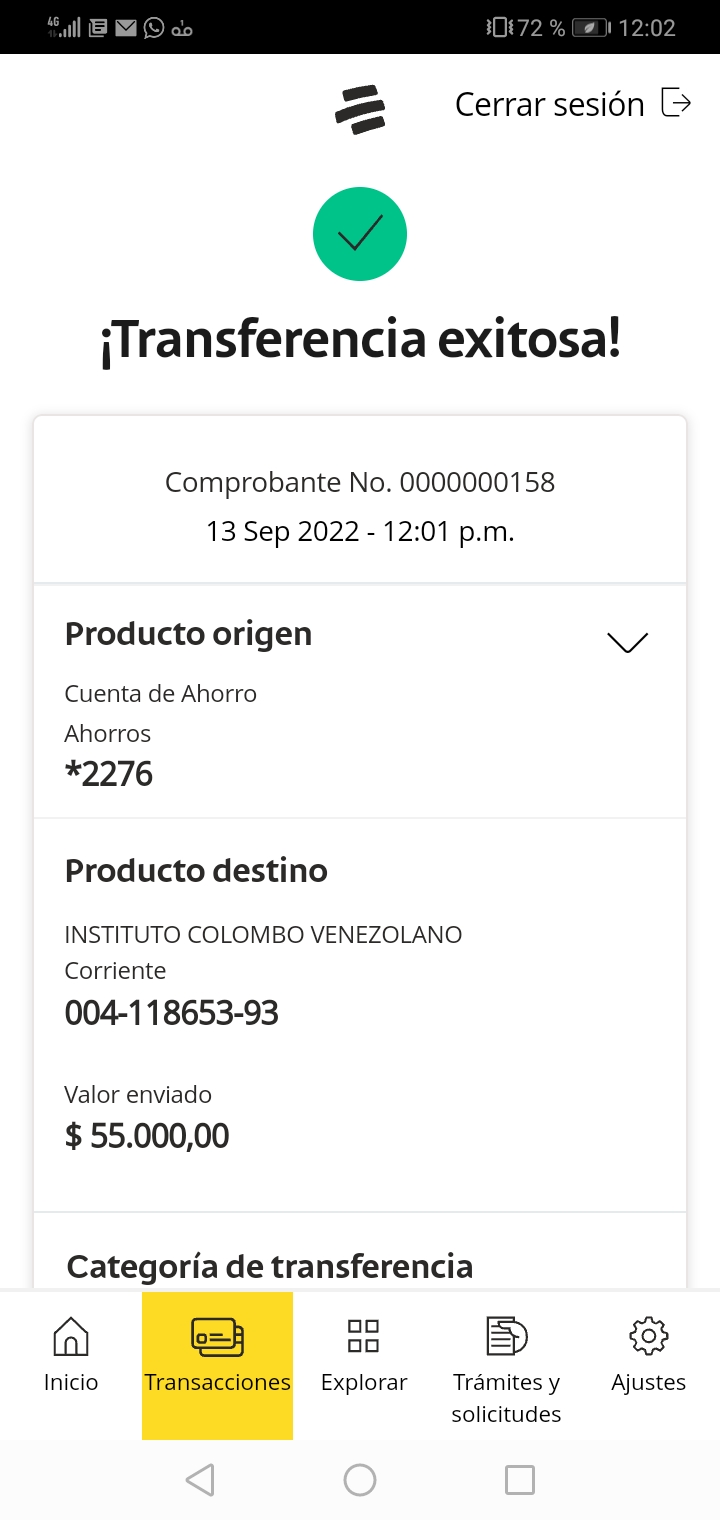 4G
72 %
12:02
Cerrar sesión
¡Transferencia exitosa!
Comprobante No. 0000000158
13 Sep 2022 - 12:01 p.m.
Producto origen
Cuenta de Ahorro
Ahorros
*2276
Producto destino
INSTITUTO COLOMBO VENEZOLANO
Corriente
004-118653-93
Valor enviado
$ 55.000,00
Categoría de transferencia
Inicio
Transacciones
Explorar
Trámites y
solicitudes
Ajustes